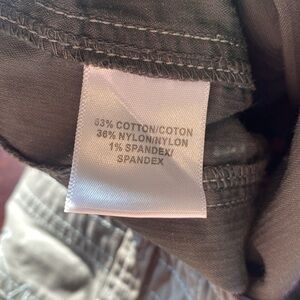 63% COTTON/COTON
36% NYLON/NYLON
1% SPANDEX/
SPANDEX